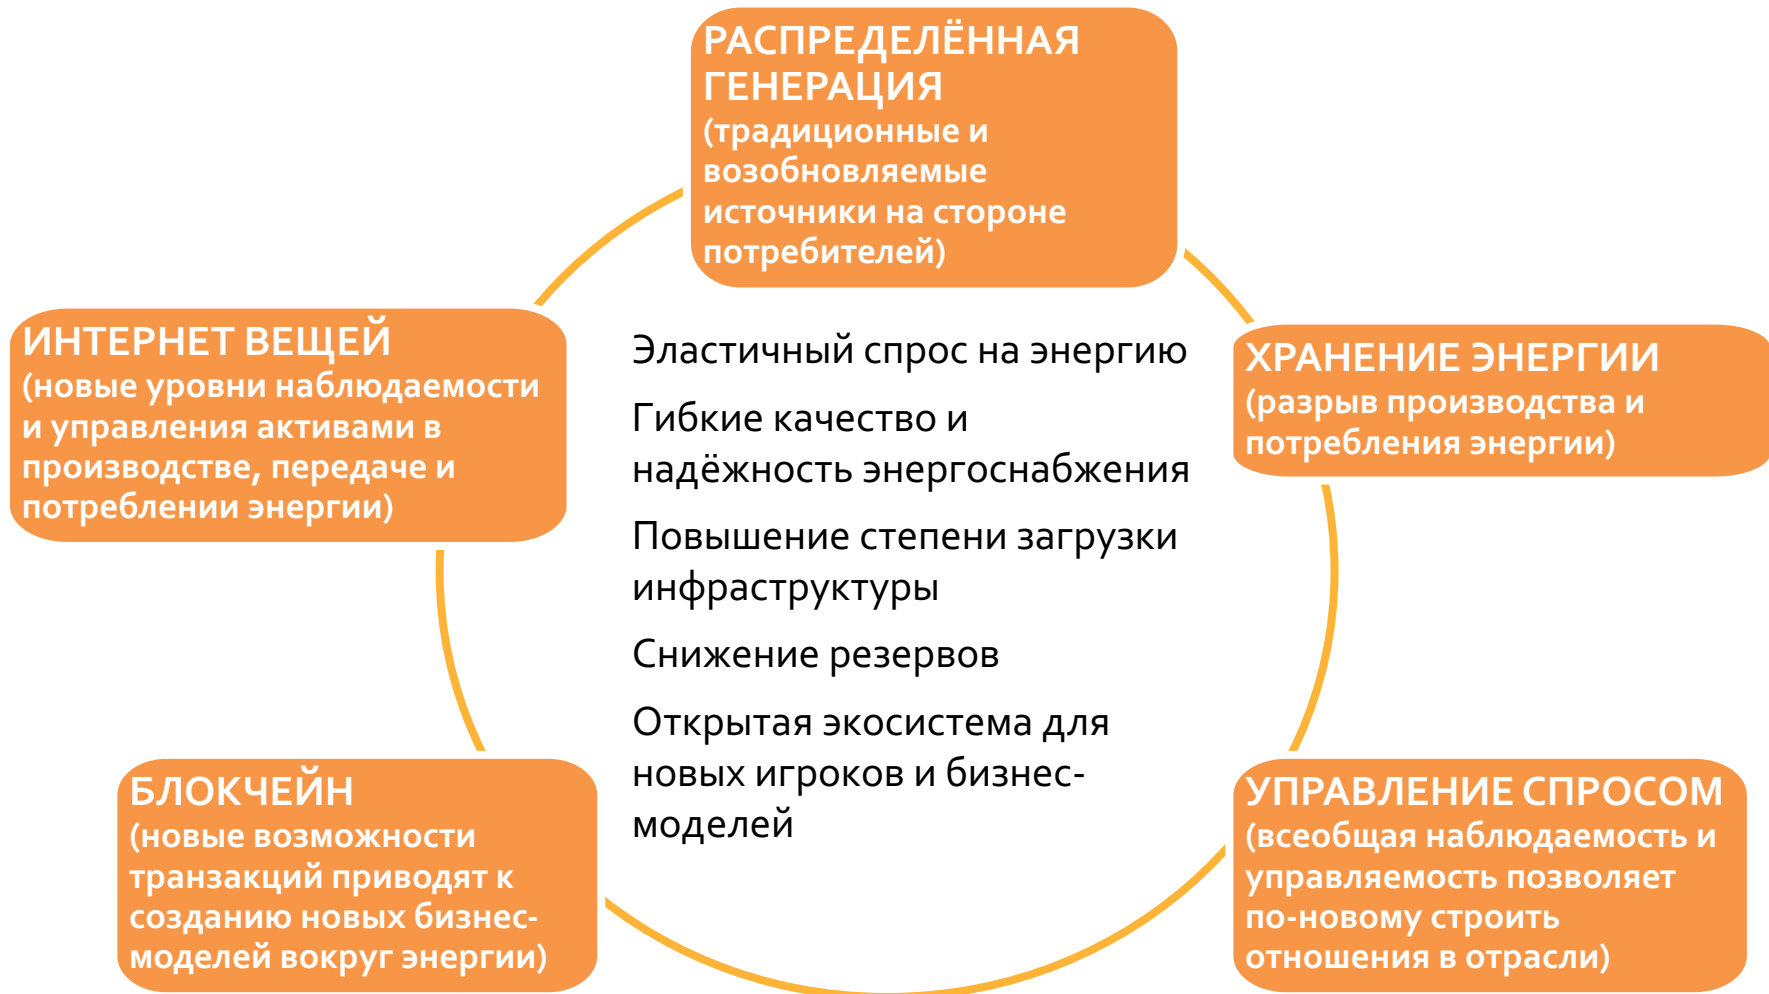 РАСПРЕДЕЛЁННАЯ
ГЕНЕРАЦИЯ
(традиционные и
возобновляемые
источники на стороне
потребителей)
ИНТЕРНЕТ ВЕЩЕЙ
(новые уровни наблюдаемости
и управления активами в
производстве, передаче и
потреблении энергии)
Эластичный спрос на энергию
Гибкие качество и
надёжность энергоснабжения
Повышение степени загрузки
инфраструктуры
Снижение резервов
Открытая экосистема для
новых игроков и бизнес-
моделей
ХРАНЕНИЕ ЭНЕРГИИ
(разрыв производства и
потребления энергии)
БЛОКЧЕЙН
(новые возможности
транзакций приводят к
созданию новых бизнес-
моделей вокруг энергии)
УПРАВЛЕНИЕ СПРОСОМ
(всеобщая наблюдаемость и
управляемость позволяет
по-новому строить
отношения в отрасли)